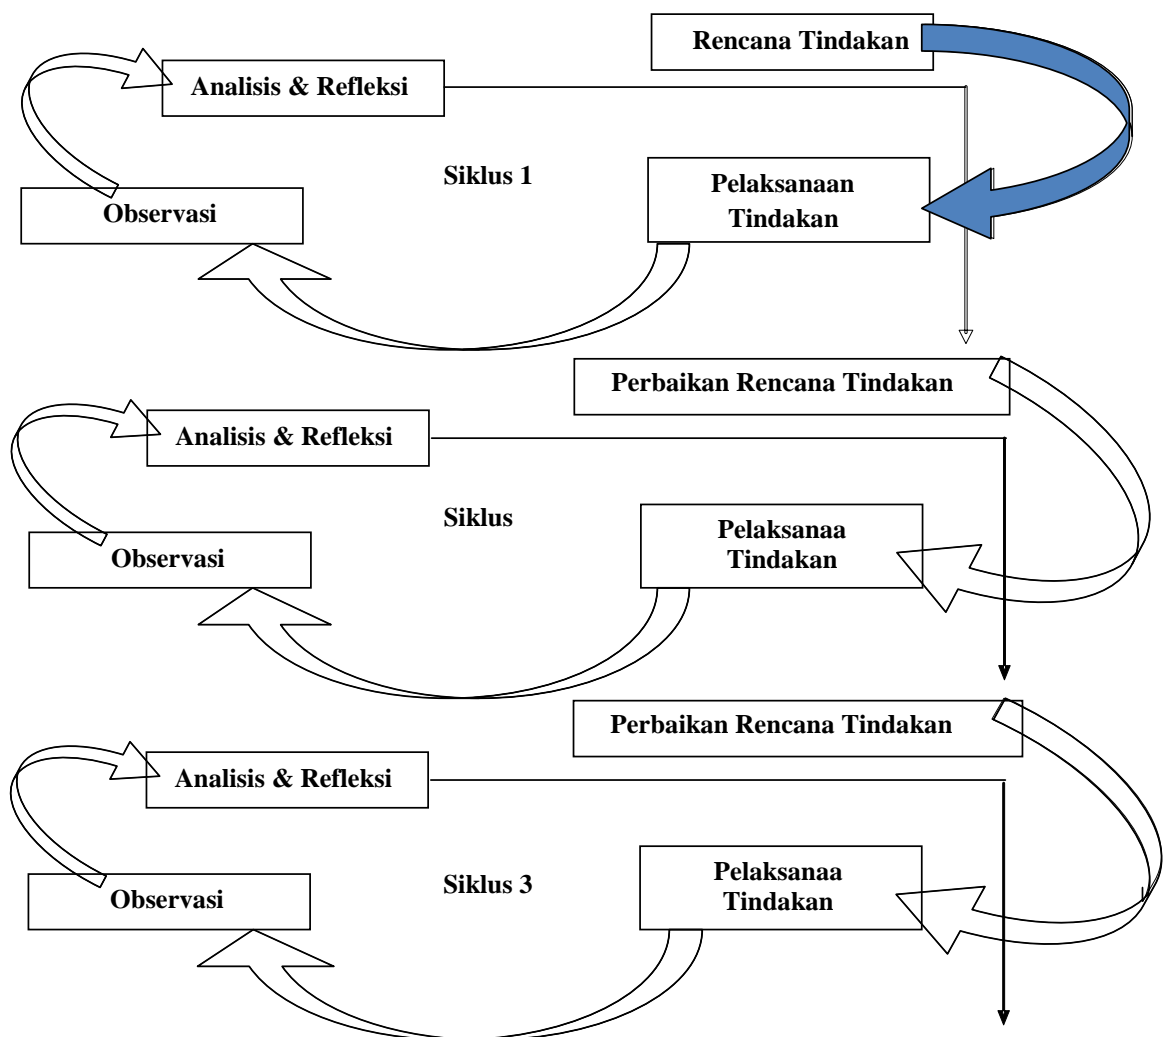 Rencana Tindakan
Analisis & Refleksi
Siklus 1
Pelaksanaan
Tindakan
Observasi
Perbaikan Rencana Tindakan
Analisis & Refleksi
Siklus
Pelaksanaa
Tindakan
Observasi
Perbaikan Rencana Tindakan
Analisis & Refleksi
Siklus 3
Pelaksanaa
Tindakan
Observasi